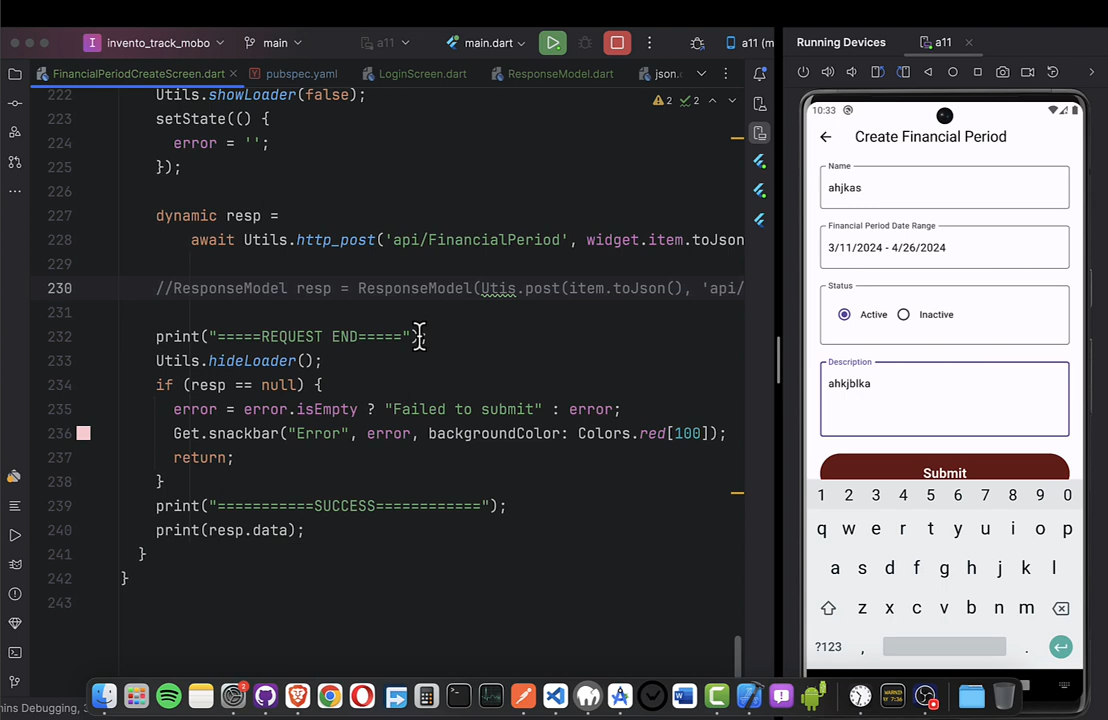 invento_track_mobo
main
a11
main.dart
a11 (m
Running Devices
a11
FinancialPeriodCreateScreen.dart
pubspec.yaml
LoginScreen.dart
ResponseModel.dart
json.
222 Utils.showLoader(false);
2 2
223 setState(() {
224 error = '';
225 });
226
227 dynamic resp =
228 await Utils.http_post('api/FinancialPeriod', widget.item.toJson
229
230 //ResponseModel resp = ResponseModel(Utis.post(item.toJson(), 'api/
231
232 print("=====REQUEST END=====")
233 Utils.hideLoader();
234 if (resp == null) {
235 error = error.isEmpty ? "Failed to submit" : error;
236 Get.snackbar("Error", error, backgroundColor: Colors.red[100]);
237 return;
238 }
239 print("===========SUCCESS============");
240 print(resp.data);
241 }
242 }
243
10:33
Create Financial Period
Name
ahjkas
Financial Period Date Range
3/11/2024 - 4/26/2024
Status
Active Inactive
Description
ahkjblka
Submit
1 2 3 4 5 6 7 8 9 0
q w e r t y u i o p
a s d f g h j k l
z x c v b n m
?123 , .
mins Debugging,
2
W
C